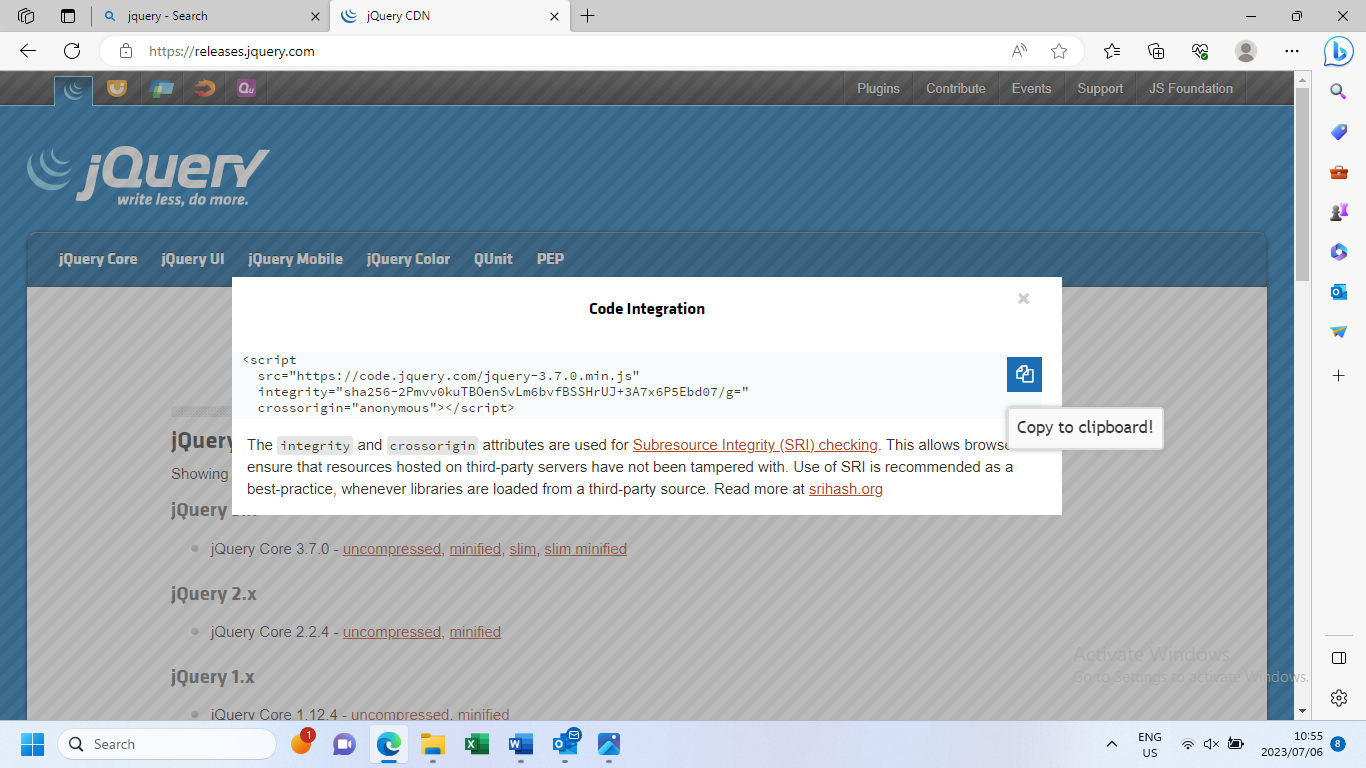 jquery - Search
jQuery CDN
https://releases.jquery.com
Plugins
Contribute
Events
Support
JS Foundation
jQuery
write less, do more.
jQuery Core
jQuery UI
jQuery Mobile
jQuery Color
QUnit
PEP
Code Integration
<script
src="https://code.jquery.com/jquery-3.7.0.min.js"
integrity="sha256-2Pmvv0kuTBOenSvLm6bvfBSSHrUJ+3A7x6P5Ebd07/g="
crossorigin="anonymous"></script>
Copy to clipboard!
The integrity and crossorigin attributes are used for Subresource Integrity (SRI) checking. This allows browse
ensure that resources hosted on third-party servers have not been tampered with. Use of SRI is recommended as a
best-practice, whenever libraries are loaded from a third-party source. Read more at srihash.org
jQuery
Showing
jQuery
jQuery Core 3.7.0 - uncompressed, minified, slim, slim minified
jQuery 2.x
jQuery Core 2.2.4 - uncompressed, minified
jQuery 1.x
jQuery Core 1.12.4 - uncompressed, minified
Activate Windows
Go to Settings to activate Windows.
Search
1
ENG
US
10:55
2023/07/06
8